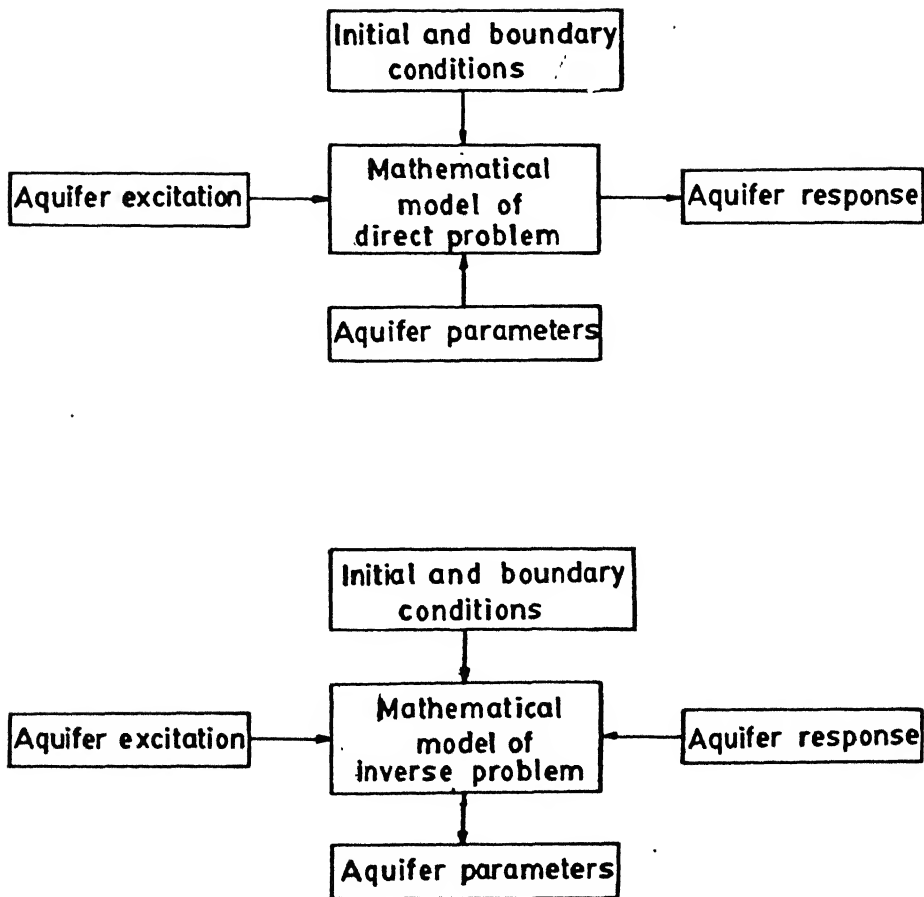 Initial and boundary
conditions
Aquifer excitation
Mathematical
model of
direct problem
Aquifer response
Aquifer parameters
Initial and boundary
conditions
Aquifer excitation
Mathematical
model of
inverse problem
Aquifer response
Aquifer parameters